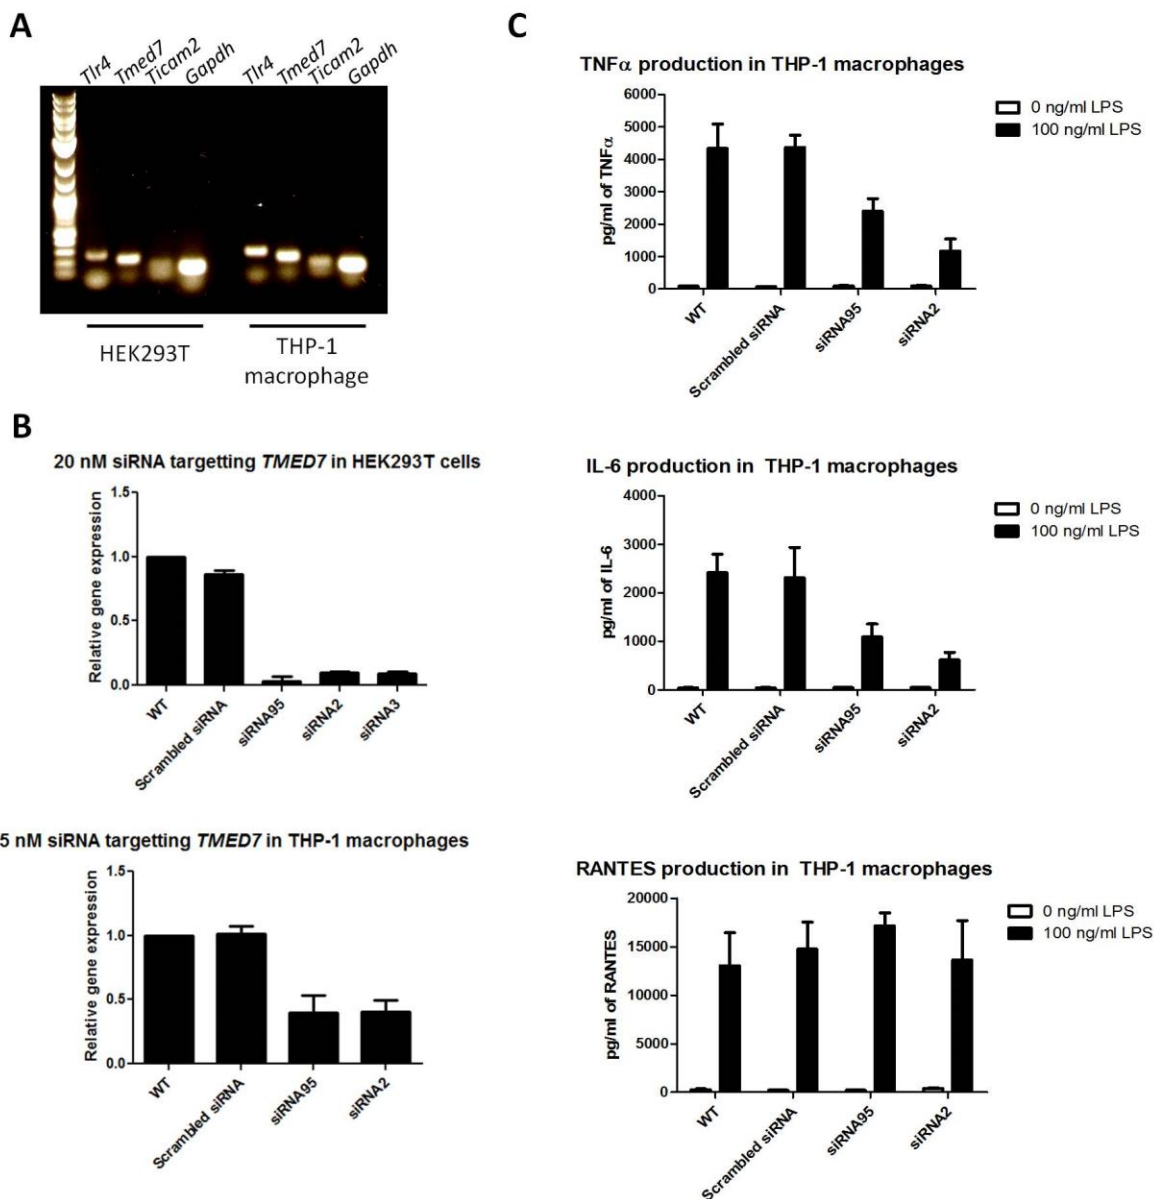 A
Tlr4 Tmed7 Ticam2 Gapdh Tlr4 Tmed7 Ticam2 Gapdh
HEK293T
THP-1
macrophage
B
20 nM siRNA targetting TMED7 in HEK293T cells
Relative gene expression
1.5
1.0
0.5
0.0
WT
Scrambled siRNA
siRNA95
siRNA2
siRNA3
5 nM siRNA targetting TMED7 in THP-1 macrophages
Relative gene expression
1.5
1.0
0.5
0.0
WT
Scrambled siRNA
siRNA95
siRNA2
C
TNFα production in THP-1 macrophages
pg/ml of TNFα
6000
5000
4000
3000
2000
1000
0
0 ng/ml LPS
100 ng/ml LPS
WT
Scrambled siRNA
siRNA95
siRNA2
IL-6 production in THP-1 macrophages
pg/ml of IL-6
4000
3000
2000
1000
0
0 ng/ml LPS
100 ng/ml LPS
WT
Scrambled siRNA
siRNA95
siRNA2
RANTES production in THP-1 macrophages
pg/ml of RANTES
20000
15000
10000
5000
0
0 ng/ml LPS
100 ng/ml LPS
WT
Scrambled siRNA
siRNA95
siRNA2